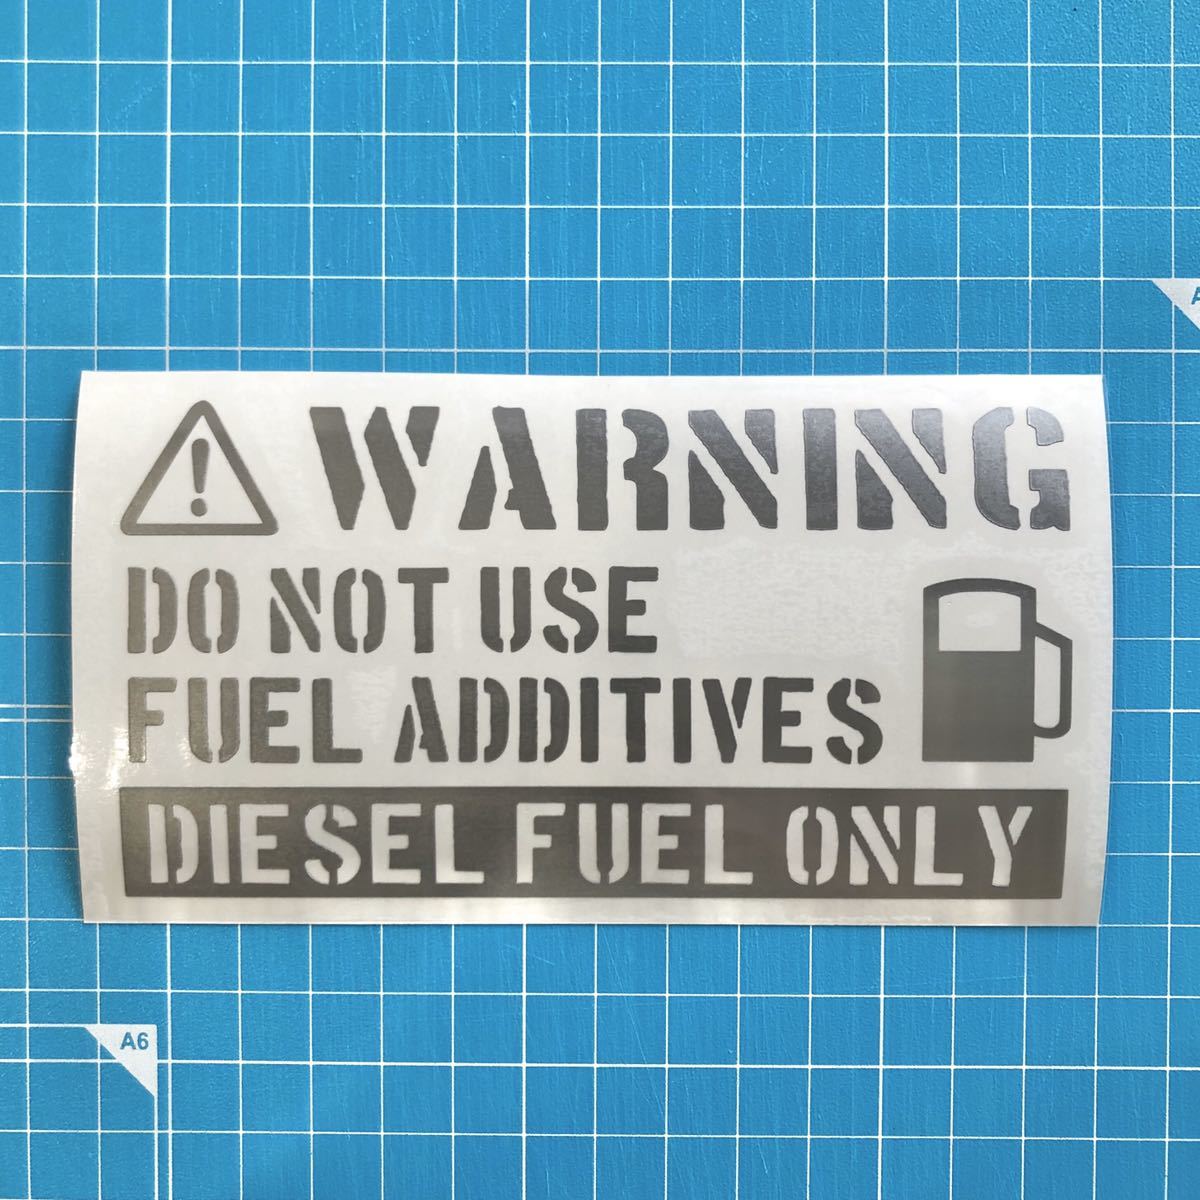 WARNING
DO NOT USE
FUEL ADDITIVES
DIESEL FUEL ONLY
A6